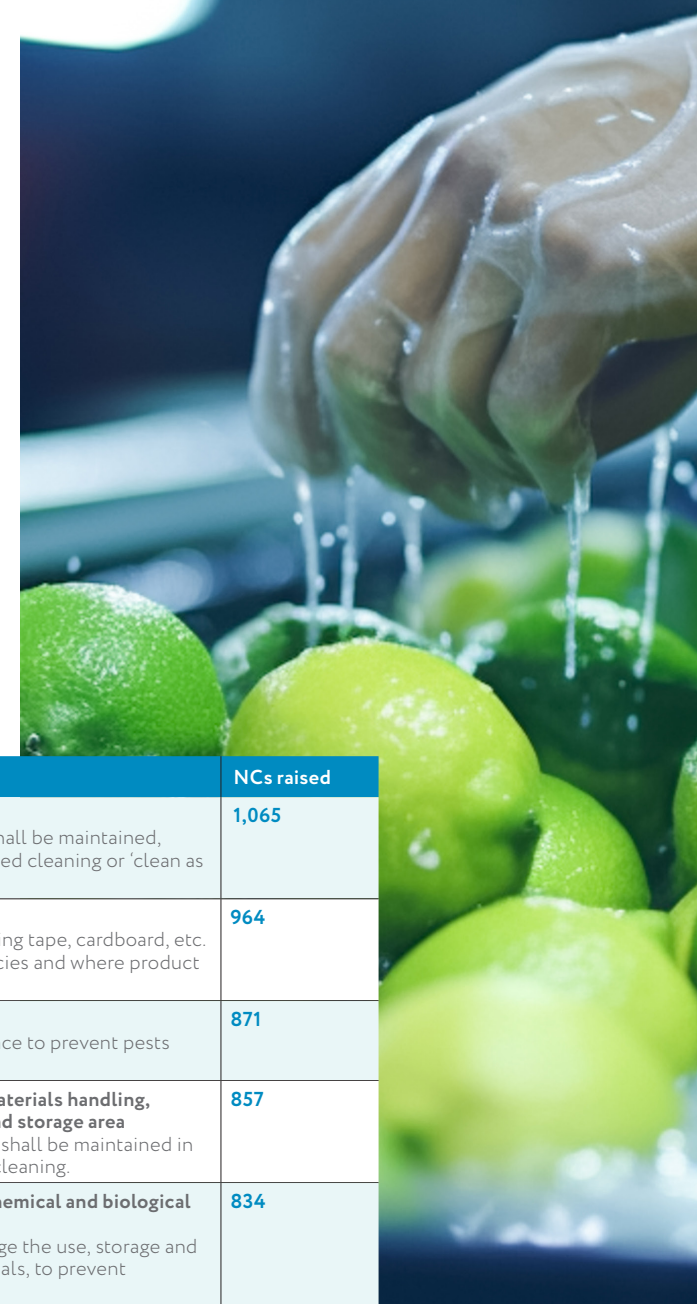 NCs raised
1,065
hall be maintained,
ed cleaning or ‘clean as
964
ing tape, cardboard, etc.
cies and where product
871
ce to prevent pests
aterials handling,
857
d storage area
shall be maintained in
leaning.
emical and biological
834
ge the use, storage and
als, to prevent